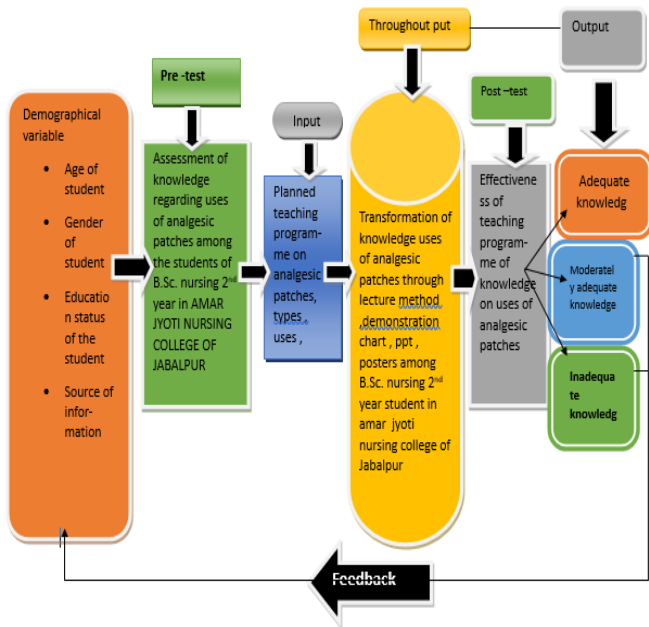 Throughout put
Output
Pre -test
Post –test
Input
Demographical
variable
• Age of
student
• Gender
of
student
• Educatio
n status
of the
student
• Source of
infor-
mation
Assessment of
knowledge
regarding uses
of analgesic
patches among
the students of
B.Sc. nursing 2nd
year in AMAR
JYOTI NURSING
COLLEGE OF
JABALPUR
Planned
teaching
program-
me on
analgesic
patches,
types ,
uses ,
Transformation of
knowledge uses
of analgesic
patches through
lecture method
,demonstration
chart , ppt ,
posters among
B.Sc. nursing 2nd
year student in
amar jyoti
nursing college of
Jabalpur
Effectivene
ss of
teaching
program-
me of
knowledge
on uses of
analgesic
patches
Adequate
knowledg
Moderatel
y adequate
knowledge
Inadequa
te
knowledg
Feedback